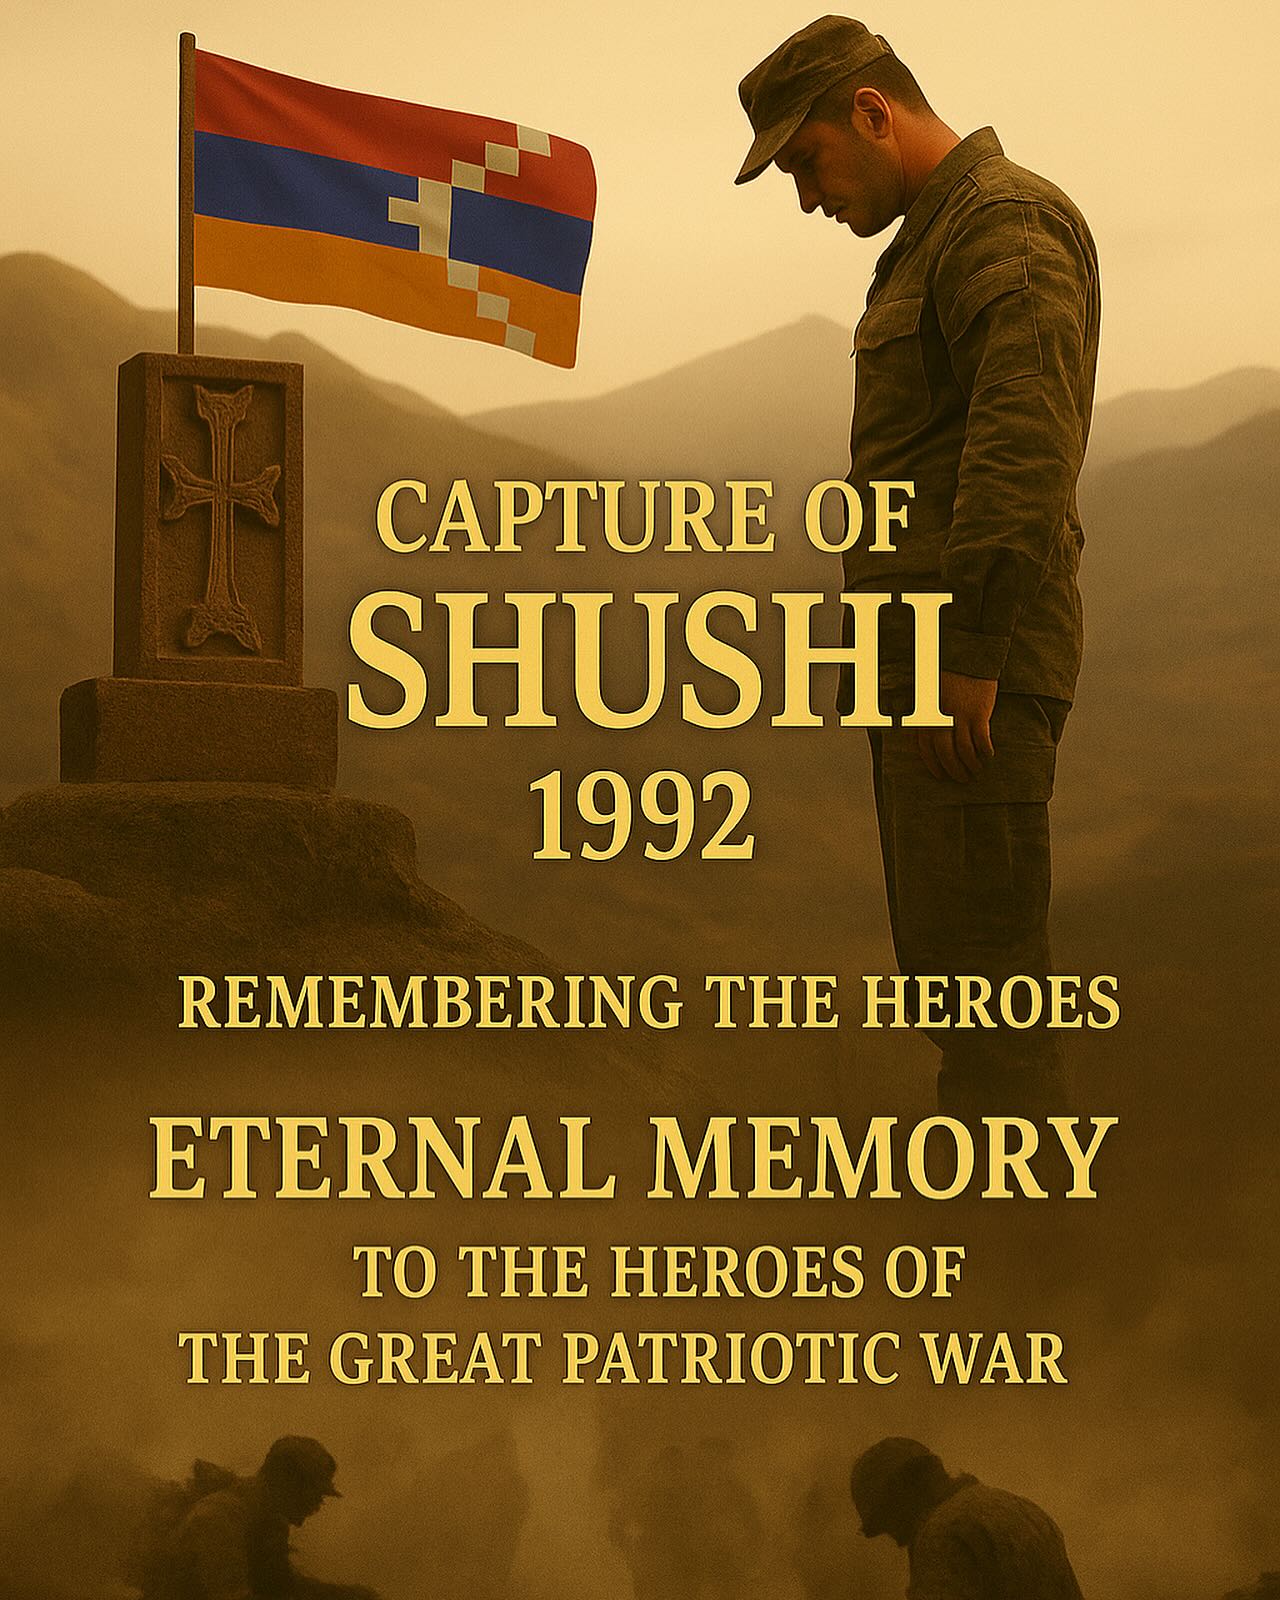 CAPTURE OF
SHUSHI
1992
REMEMBERING THE HEROES
ETERNAL MEMORY
TO THE HEROES OF
THE GREAT PATRIOTIC WAR